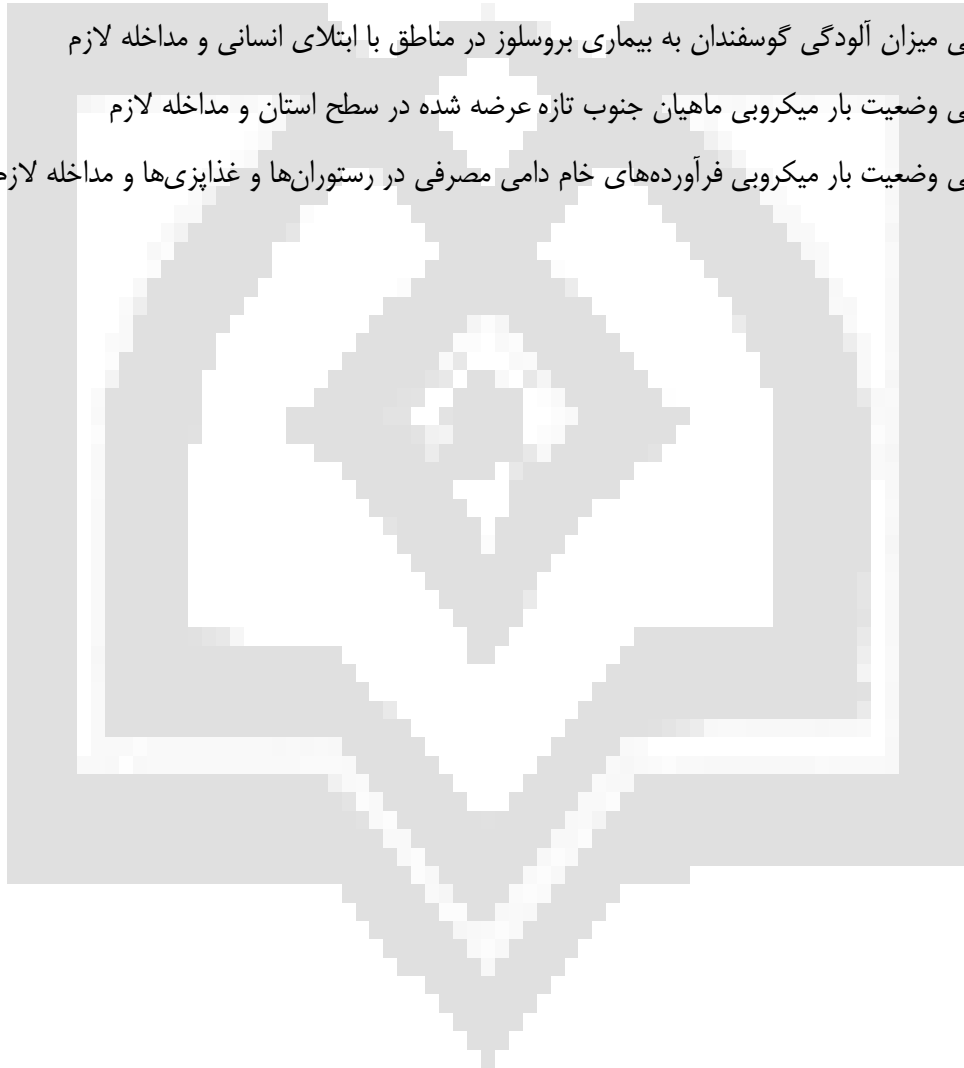 ی میزان آلودگی گوسفندان به بیماری بروسلوز در مناطق با ابتلای انسانی و مداخله لازم
ی وضعیت بار میکروبی ماهیان جنوب تازه عرضه شده در سطح استان و مداخله لازم
ی وضعیت بار میکروبی فرآورده‌های خام دامی مصرفی در رستوران‌ها و غذاپزی‌ها و مداخله لازم